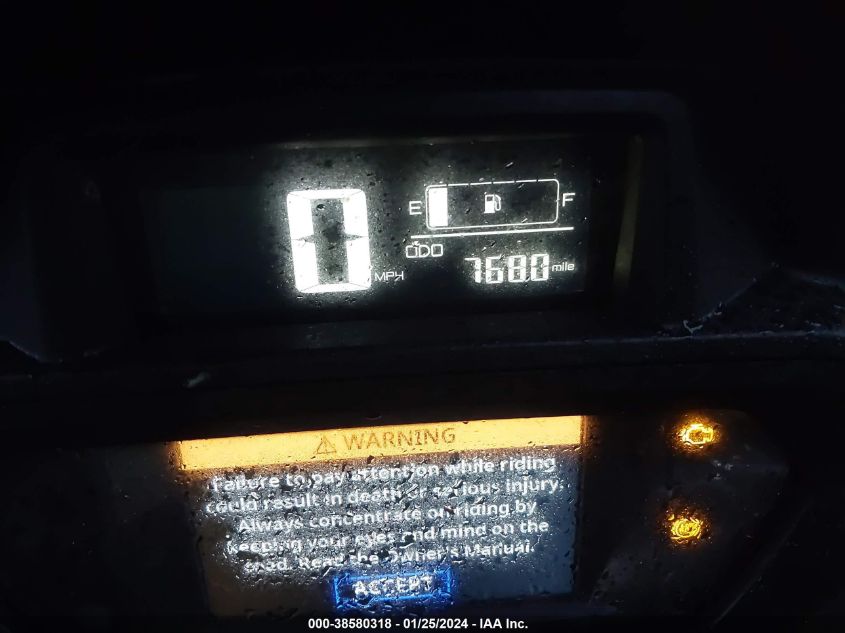 0 MPH
E F
ODO
7680 mile
WARNING
Failure to pay attention while riding
could result in death or serious injury.
Always concentrate on riding by
keeping your eyes and mind on the
road. Read the Owner's Manual.
ACCEPT
000-38580318 - 01/25/2024 - IAA Inc.